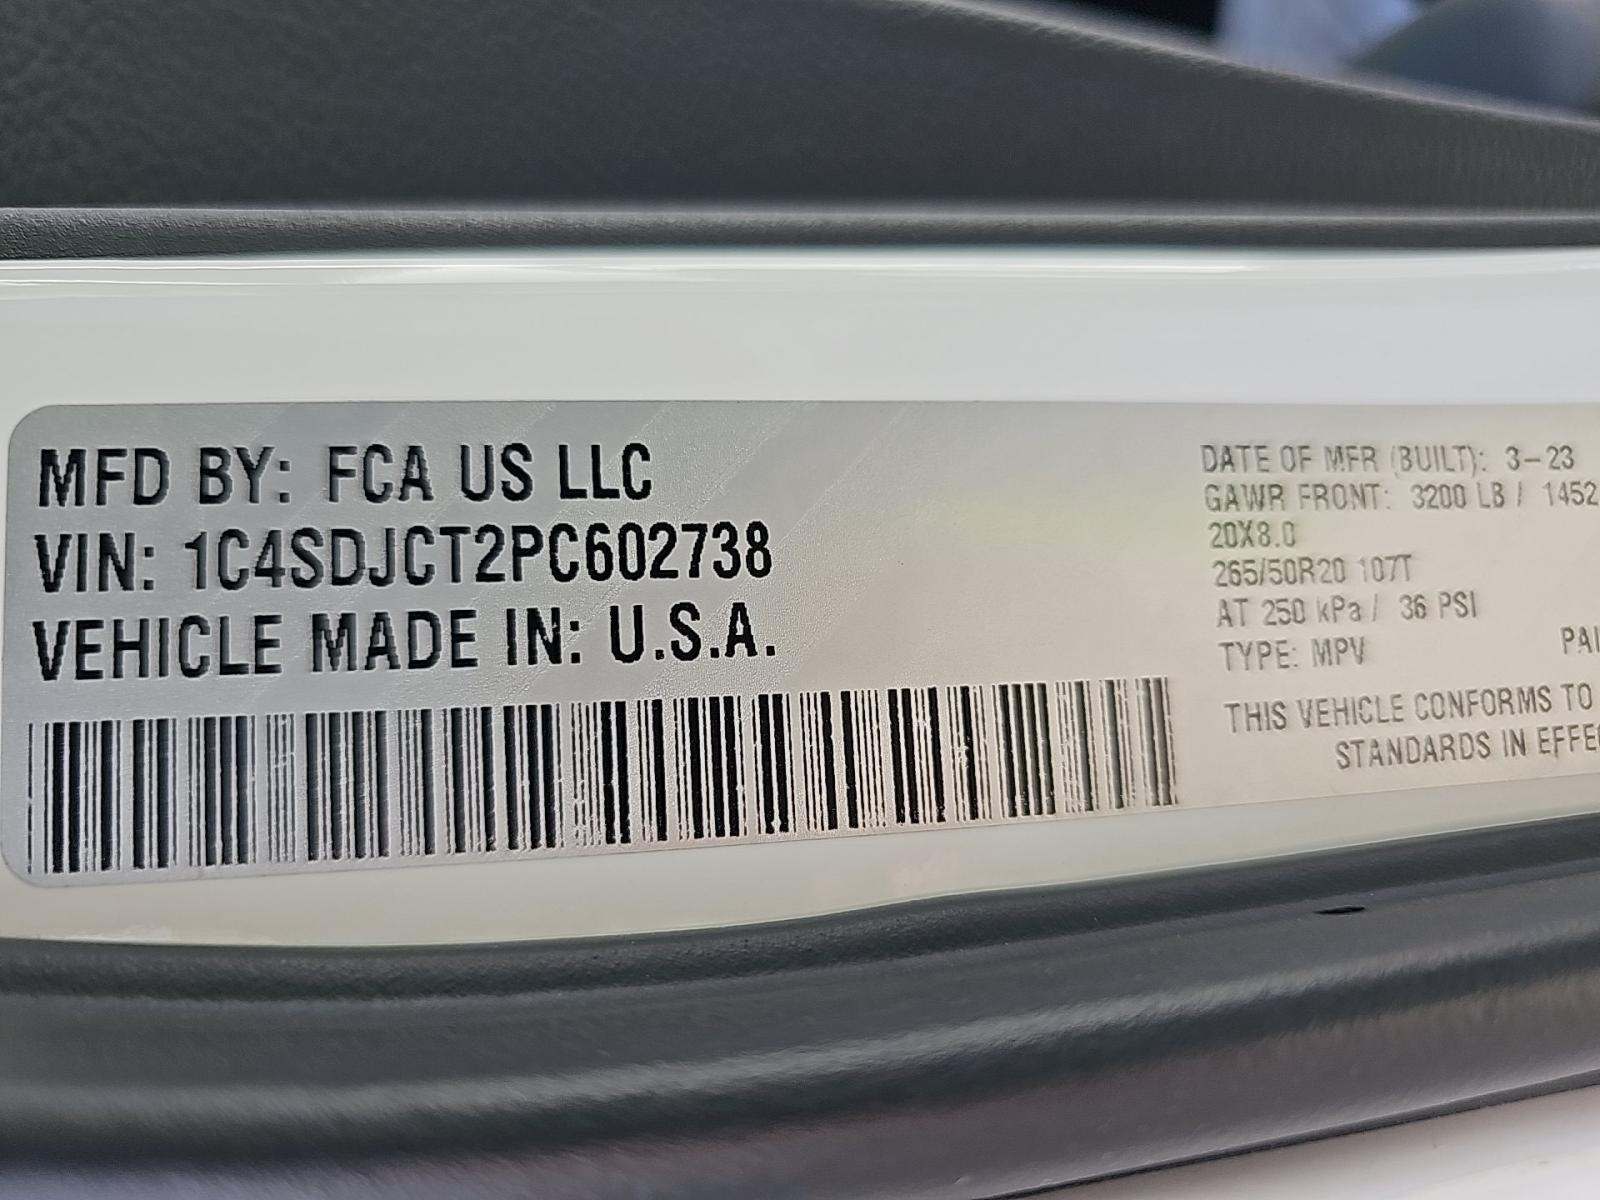 MFD BY: FCA US LLC
VIN: 1C4SDJCT2PC602738
VEHICLE MADE IN: U.S.A.
DATE OF MFR (BUILT): 3-23
GAWR FRONT: 3200 LB / 1452
20X8.0
265/50R20 107T
AT 250 kPa / 36 PSI
TYPE: MPV
PAI
THIS VEHICLE CONFORMS TO
STANDARDS IN EFFE